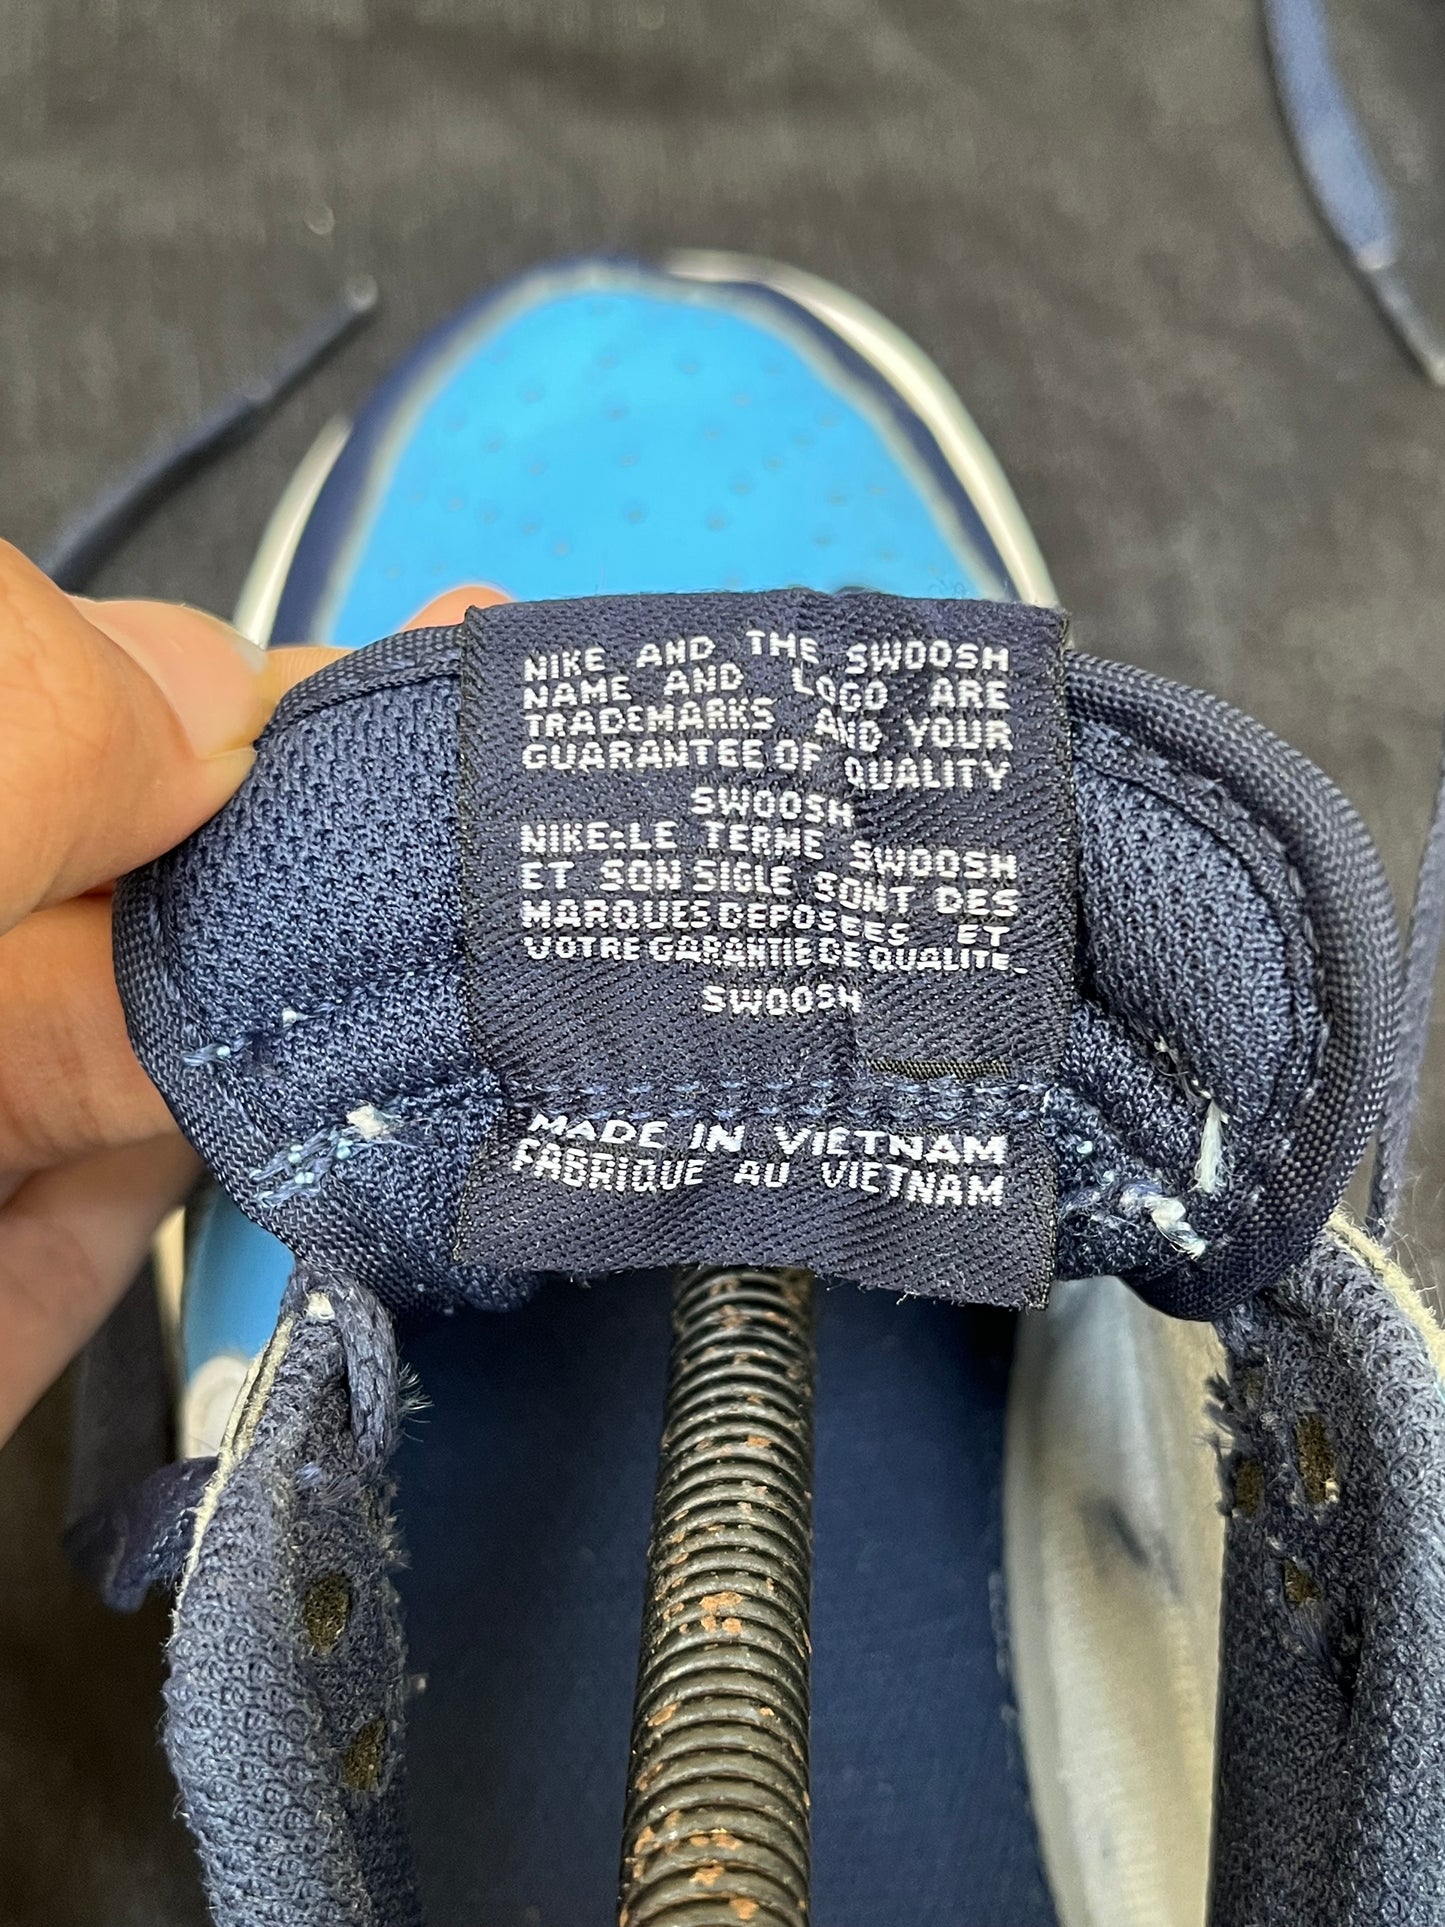 NIKE AND THE SWOOSH
NAME AND LOGO ARE
TRADEMARKS AND YOUR
GUARANTEE OF QUALITY
SWOOSH
NIKE:LE TERME SWOOSH
ET SON SIGLE SONT DES
MARQUES DEPOSEES ET
VOTRE GARANTIE DE QUALITE.
SWOOSH
MADE IN VIETNAM
FABRIQUE AU VIETNAM